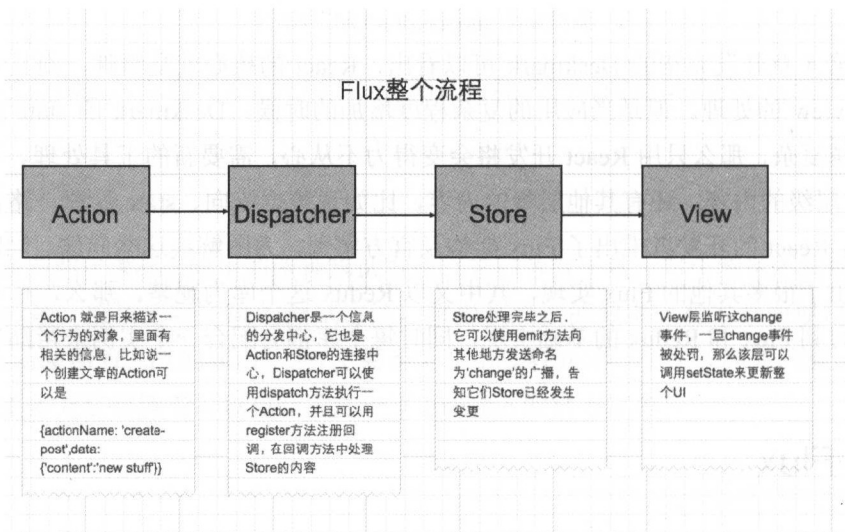 Flux整个流程
Action
Dispatcher
Store
View
Action 就是用来描述一
个行为的对象，里面有
相关的信息，比如说一
个创建文章的Action可
以是
{actionName: 'create-
post',data:
{'content':'new stuff'}}
Dispatcher是一个信息
的分发中心，它也是
Action和Store的连接中
心，Dispatcher可以使
用dispatch方法执行一
个Action，并且可以用
register方法注册回
调，在回调方法中处理
Store的内容
Store处理完毕之后，
它可以使用emit方法向
其他地方发送命名
为'change'的广播，告
知它们Store已经发生
变更
View层监听这change
事件，一旦change事件
被处罚，那么该层可以
调用setState来更新整
个UI